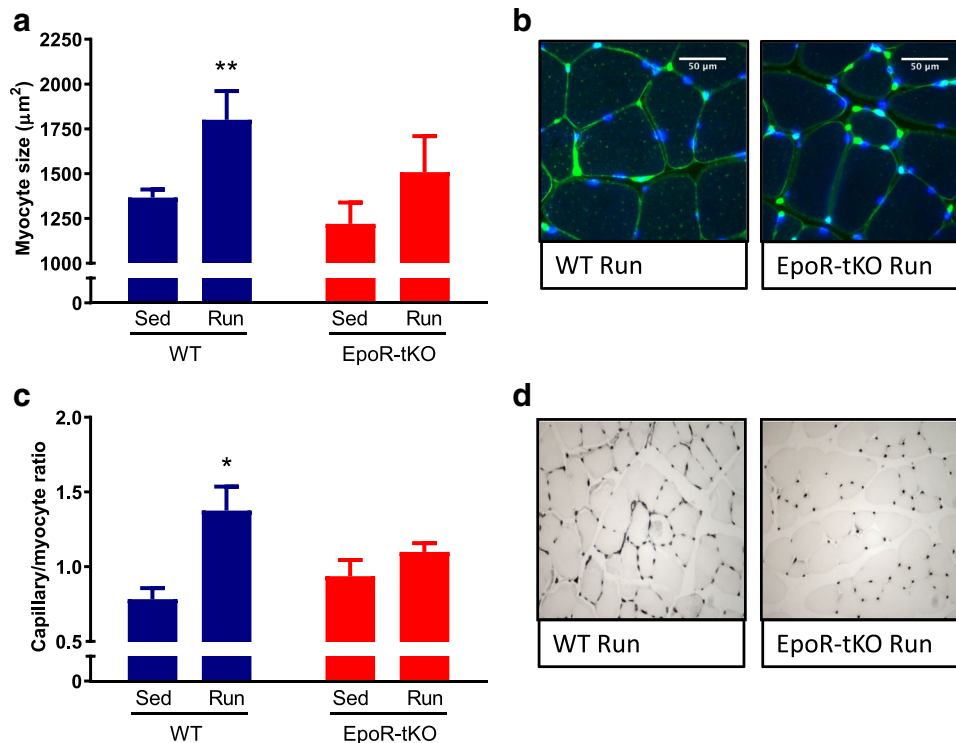 a
2250
2000
1750
1500
1250
1000
0
Myocyte size (μm²)
**
Sed Run Sed Run
WT EpoR-tKO
b
50 μm 50 μm
WT Run EpoR-tKO Run
c
2.0
1.5
1.0
0.5
0
Capillary/myocyte ratio
*
Sed Run Sed Run
WT EpoR-tKO
d
WT Run EpoR-tKO Run